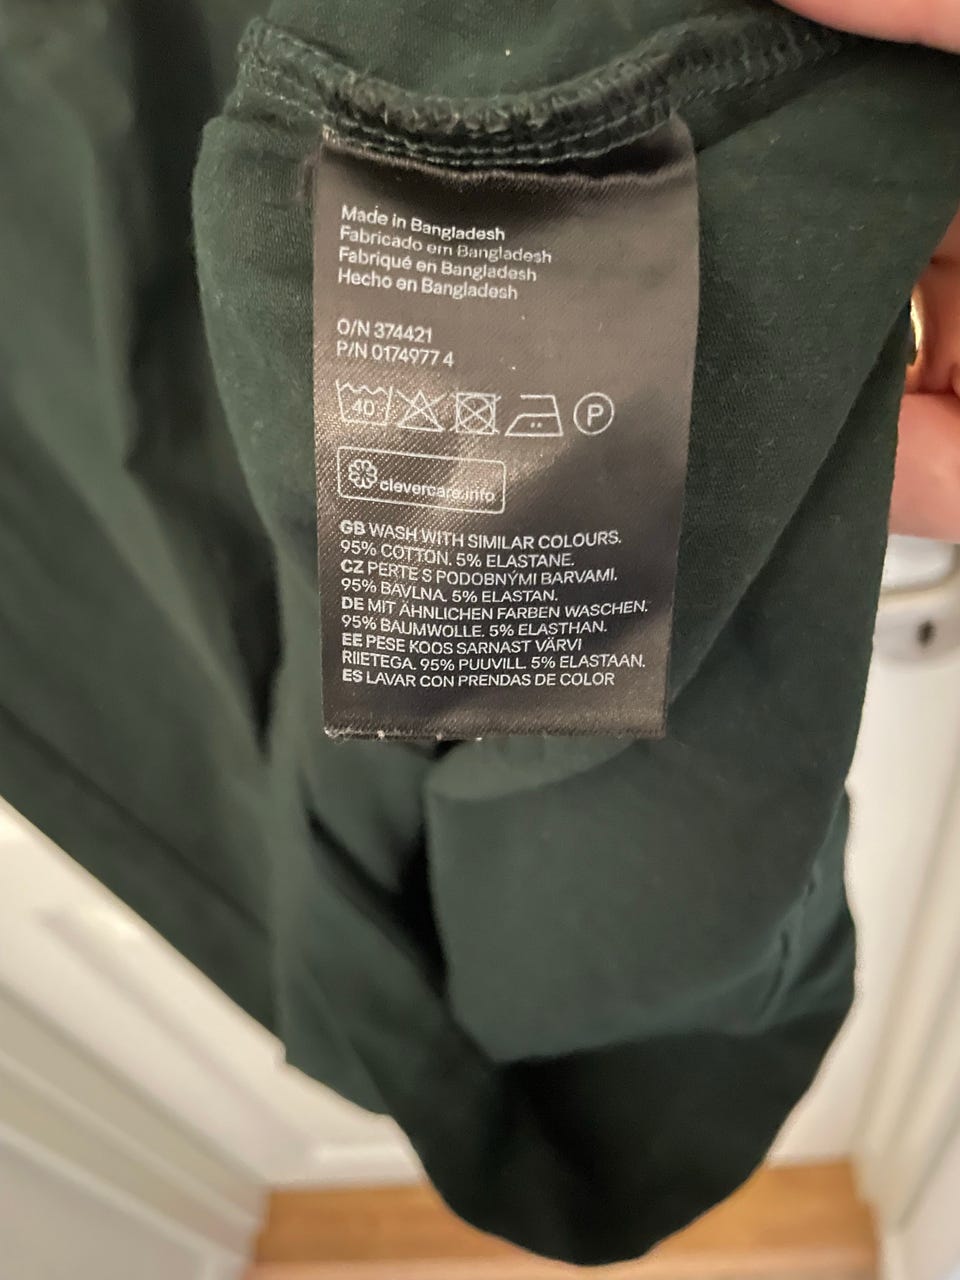 Made in Bangladesh
Fabricado em Bangladesh
Fabriqué en Bangladesh
Hecho en Bangladesh
O/N 374421
P/N 0174977 4
40 P
clevercare.info
GB WASH WITH SIMILAR COLOURS.
95% COTTON. 5% ELASTANE.
CZ PERTE S PODOBNÝMI BARVAMI.
95% BAVLNA. 5% ELASTAN.
DE MIT ÄHNLICHEN FARBEN WASCHEN.
95% BAUMWOLLE. 5% ELASTHAN.
EE PESE KOOS SARNAST VÄRVI
RIIETEGA. 95% PUUVILL. 5% ELASTAAN.
ES LAVAR CON PRENDAS DE COLOR